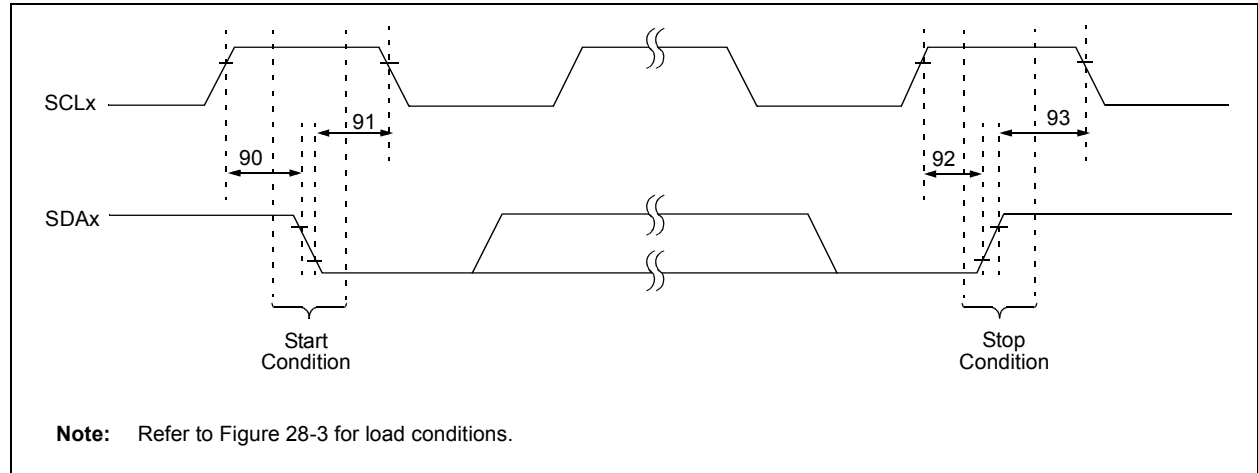 SCLx
91
93
90
92
SDAx
Start
Condition
Stop
Condition
Note: Refer to Figure 28-3 for load conditions.